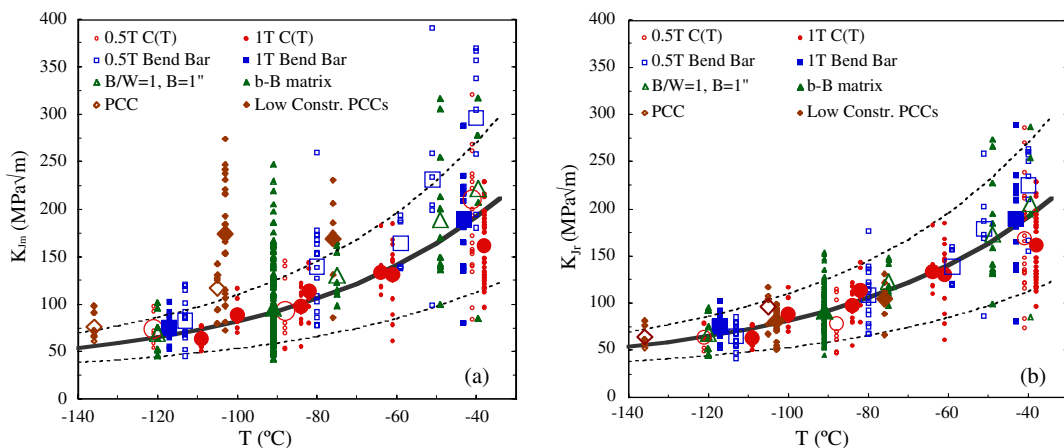 400
350
300
250
200
150
100
50
0
K_Jm (MPa√m)
0.5T C(T) 1T C(T)
0.5T Bend Bar 1T Bend Bar
B/W=1, B=1" b-B matrix
PCC Low Constr. PCCs
(a)
-140 -120 -100 -80 -60 -40
T (ºC)
400
350
300
250
200
150
100
50
0
K_Jr (MPa√m)
0.5T C(T) 1T C(T)
0.5T Bend Bar 1T Bend Bar
B/W=1, B=1" b-B matrix
PCC Low Constr. PCCs
(b)
-140 -120 -100 -80 -60 -40
T (ºC)